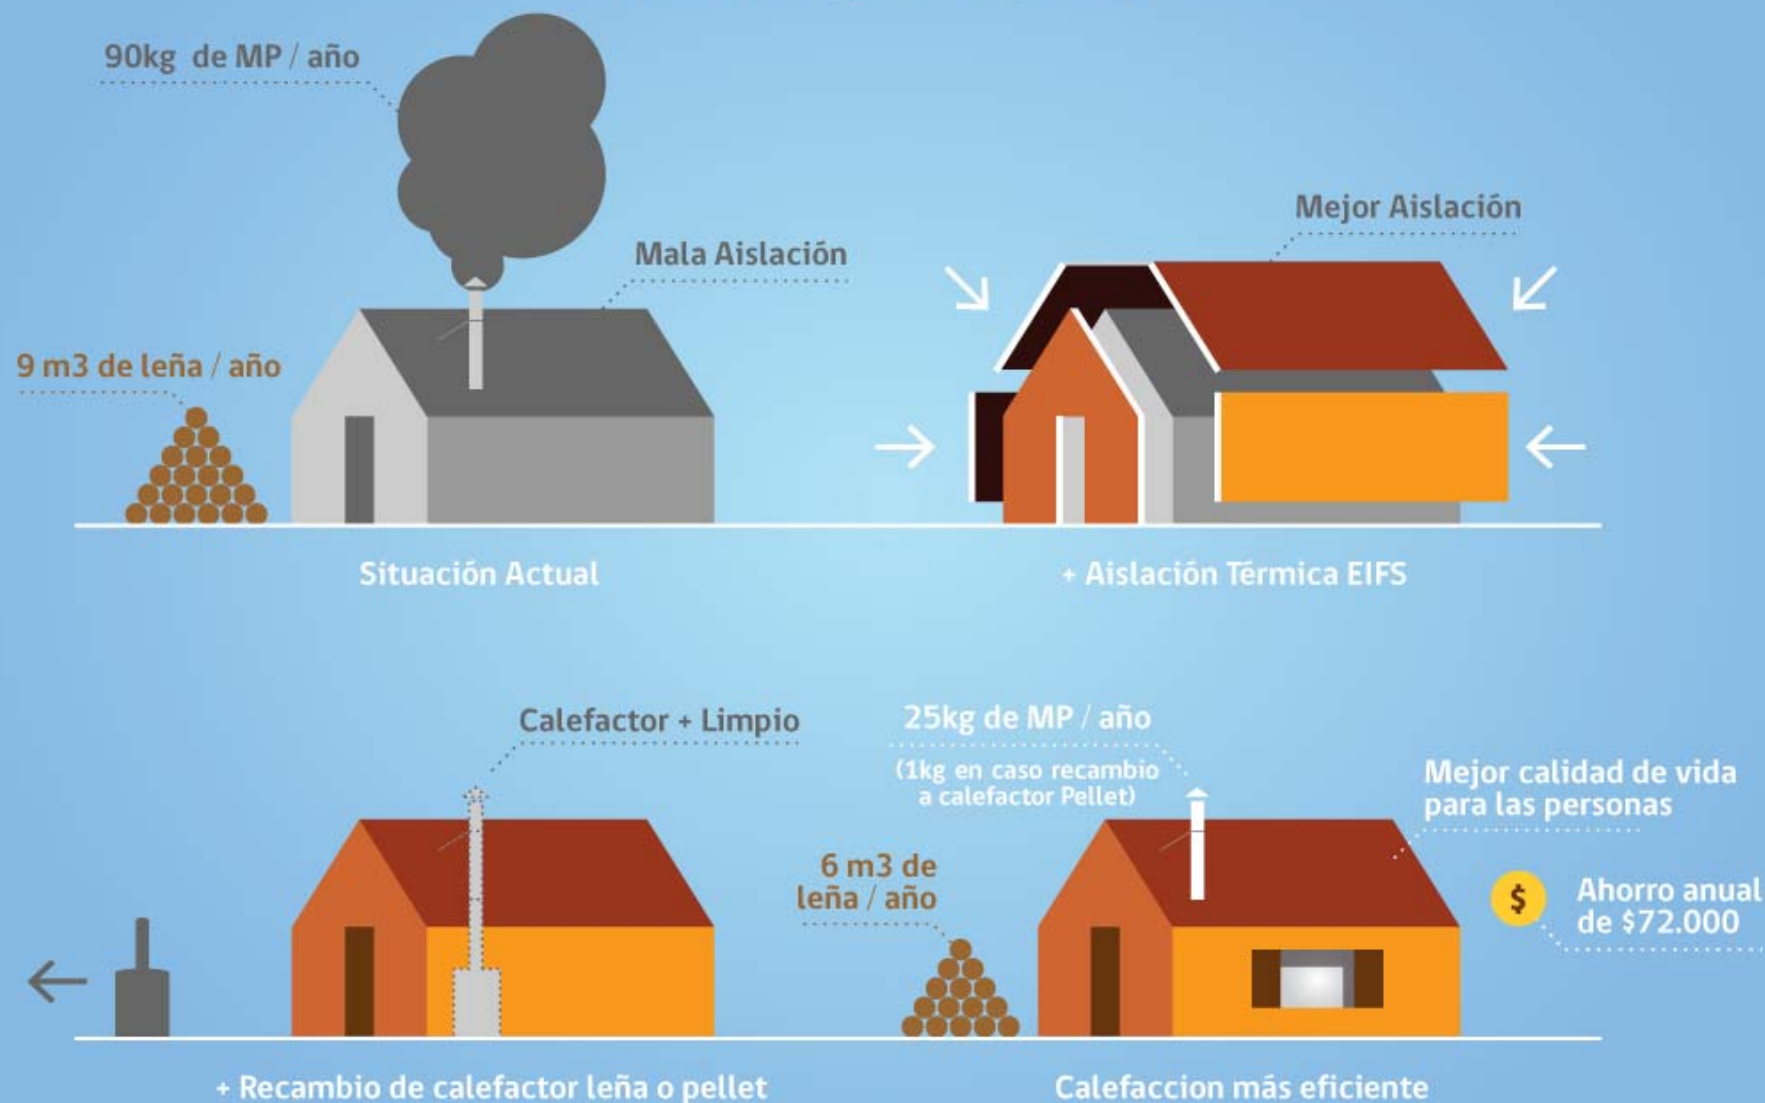 90kg de MP / año
Mala Aislación
9 m3 de leña / año
Situación Actual
Mejor Aislación
+ Aislación Térmica EIFS
Calefactor + Limpio
+ Recambio de calefactor leña o pellet
25kg de MP / año
(1kg en caso recambio
a calefactor Pellet)
6 m3 de
leña / año
Mejor calidad de vida
para las personas
$
Ahorro anual
de $72.000
Calefaccion más eficiente